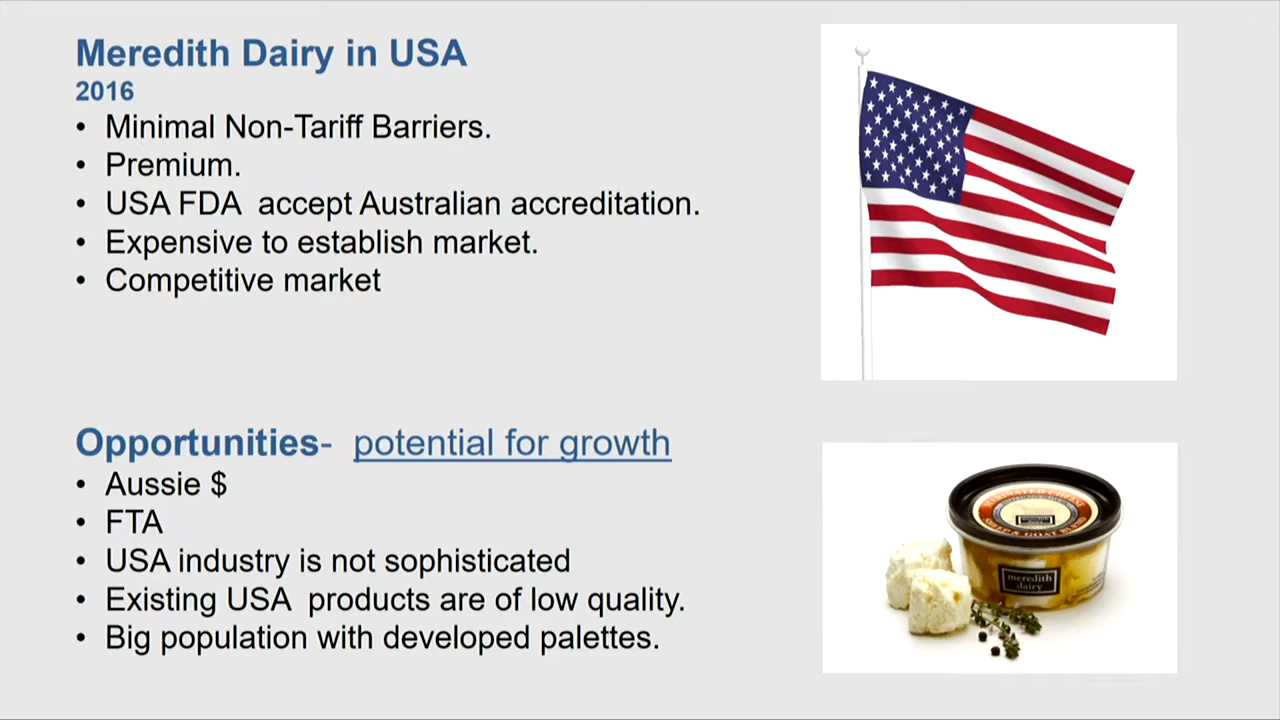 Meredith Dairy in USA
2016
• Minimal Non-Tariff Barriers.
• Premium.
• USA FDA  accept Australian accreditation.
• Expensive to establish market.
• Competitive market
Opportunities-  potential for growth
• Aussie $
• FTA
• USA industry is not sophisticated
• Existing USA  products are of low quality.
• Big population with developed palettes.
meredith
dairy